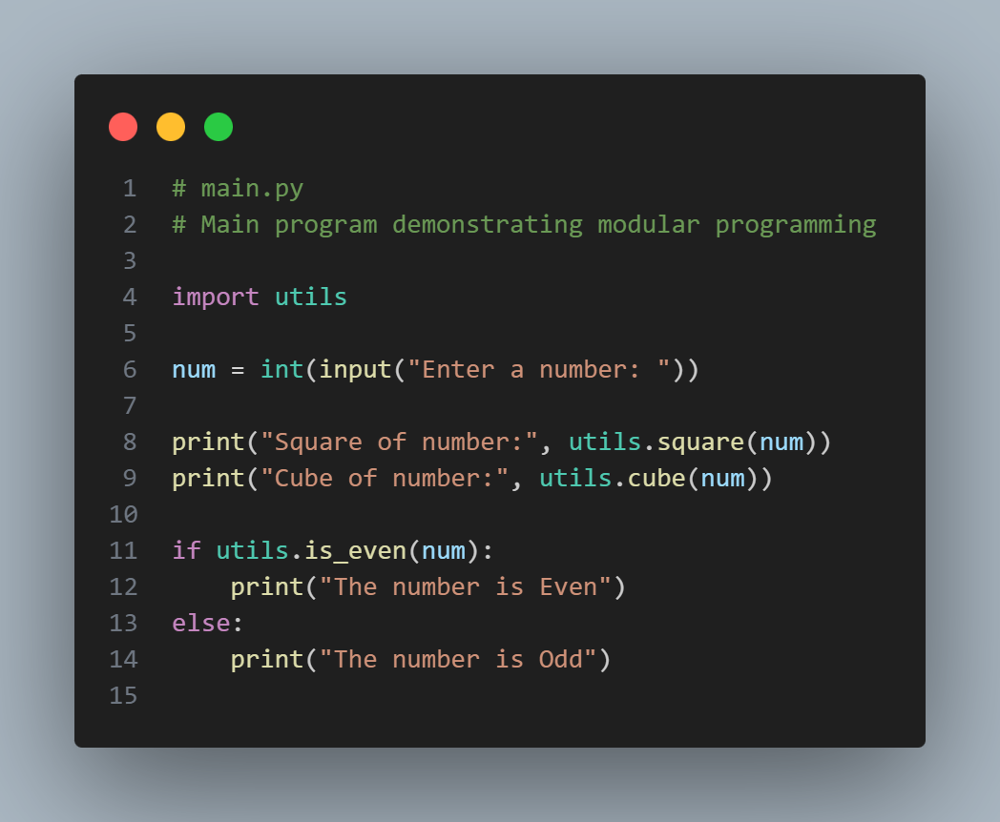 1 # main.py
2 # Main program demonstrating modular programming
3
4 import utils
5
6 num = int(input("Enter a number: "))
7
8 print("Square of number:", utils.square(num))
9 print("Cube of number:", utils.cube(num))
10
11 if utils.is_even(num):
12     print("The number is Even")
13 else:
14     print("The number is Odd")
15